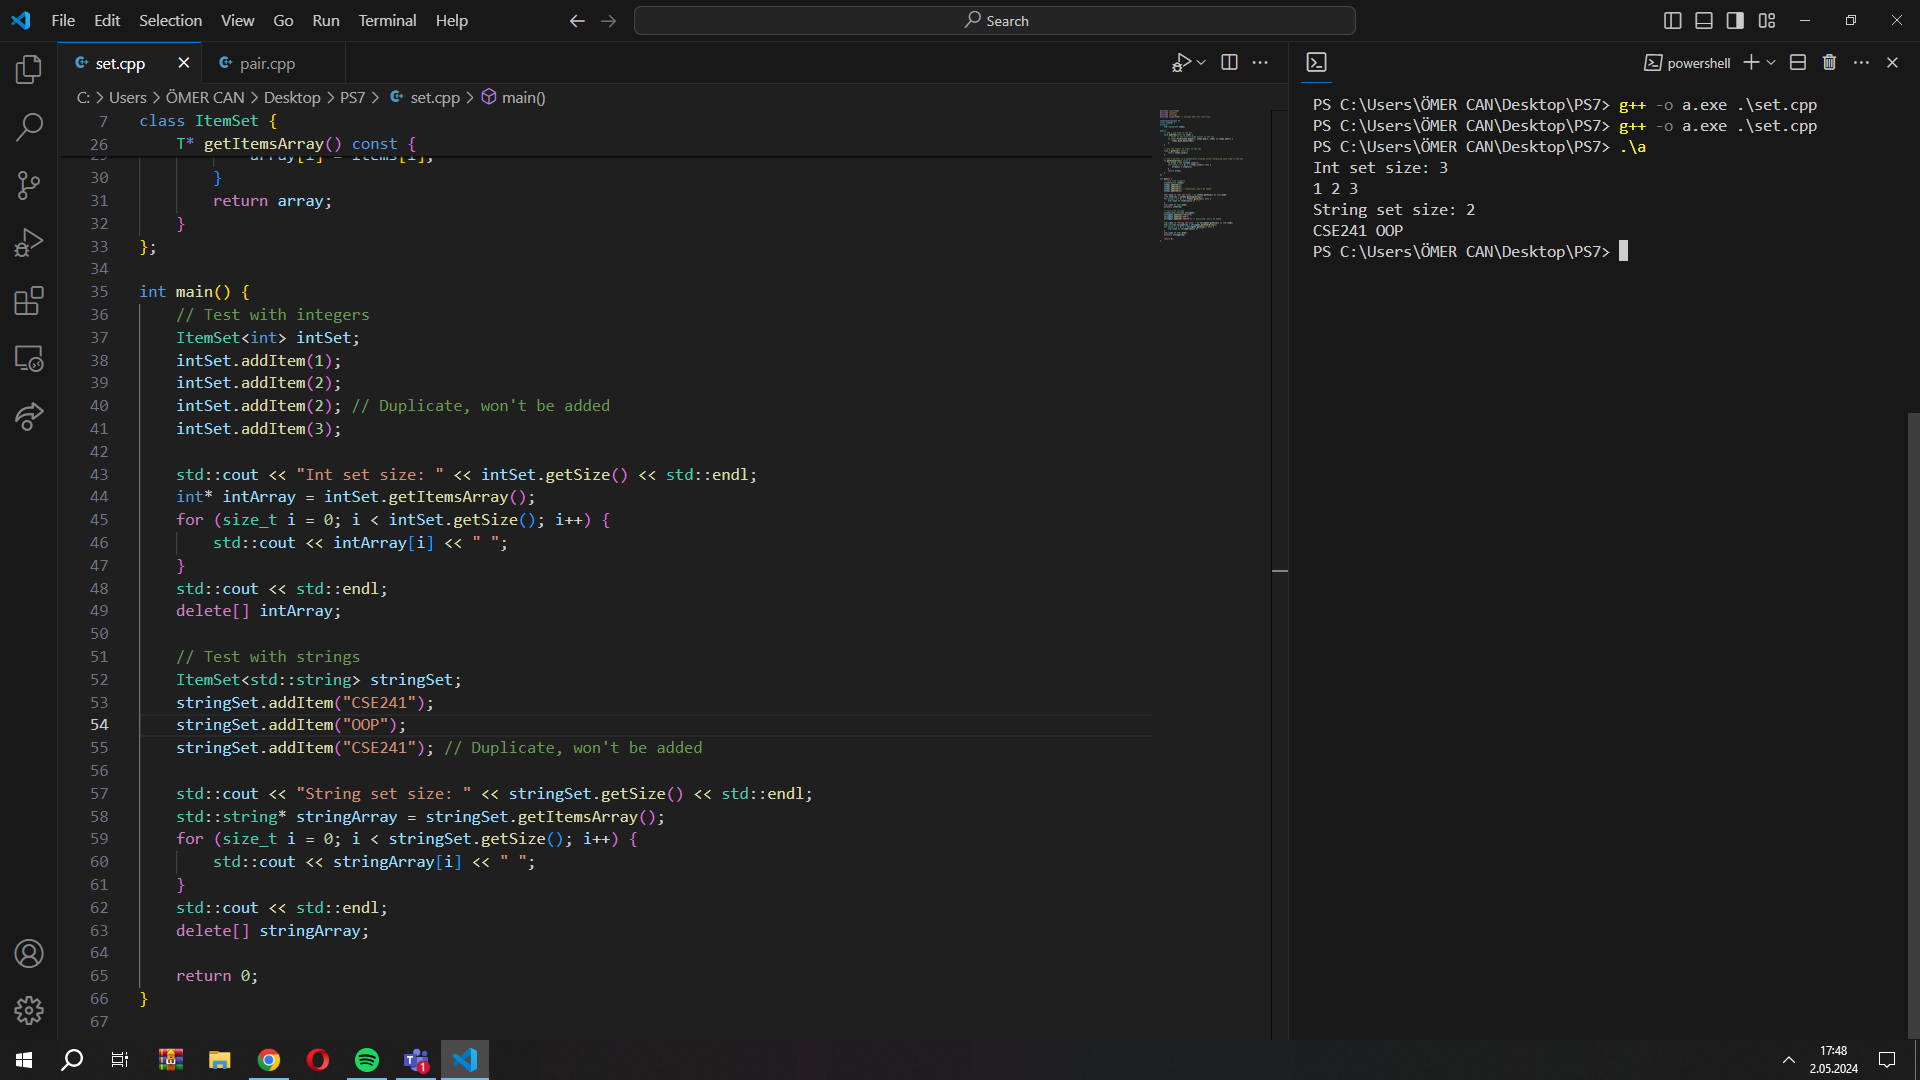 File Edit Selection View Go Run Terminal Help
Search
set.cpp
pair.cpp
powershell
C: > Users > ÖMER CAN > Desktop > PS7 > set.cpp > main()
7 class ItemSet {
26 T* getItemsArray() const {
29 array[i] = items[i];
30 }
31 return array;
32 }
33 };
34
35 int main() {
36 // Test with integers
37 ItemSet<int> intSet;
38 intSet.addItem(1);
39 intSet.addItem(2);
40 intSet.addItem(2); // Duplicate, won't be added
41 intSet.addItem(3);
42
43 std::cout << "Int set size: " << intSet.getSize() << std::endl;
44 int* intArray = intSet.getItemsArray();
45 for (size_t i = 0; i < intSet.getSize(); i++) {
46 std::cout << intArray[i] << " ";
47 }
48 std::cout << std::endl;
49 delete[] intArray;
50
51 // Test with strings
52 ItemSet<std::string> stringSet;
53 stringSet.addItem("CSE241");
54 stringSet.addItem("OOP");
55 stringSet.addItem("CSE241"); // Duplicate, won't be added
56
57 std::cout << "String set size: " << stringSet.getSize() << std::endl;
58 std::string* stringArray = stringSet.getItemsArray();
59 for (size_t i = 0; i < stringSet.getSize(); i++) {
60 std::cout << stringArray[i] << " ";
61 }
62 std::cout << std::endl;
63 delete[] stringArray;
64
65 return 0;
66 }
67
PS C:\Users\ÖMER CAN\Desktop\PS7> g++ -o a.exe .\set.cpp
PS C:\Users\ÖMER CAN\Desktop\PS7> g++ -o a.exe .\set.cpp
PS C:\Users\ÖMER CAN\Desktop\PS7> .\a
Int set size: 3
1 2 3
String set size: 2
CSE241 OOP
PS C:\Users\ÖMER CAN\Desktop\PS7>
1
17:48
2.05.2024